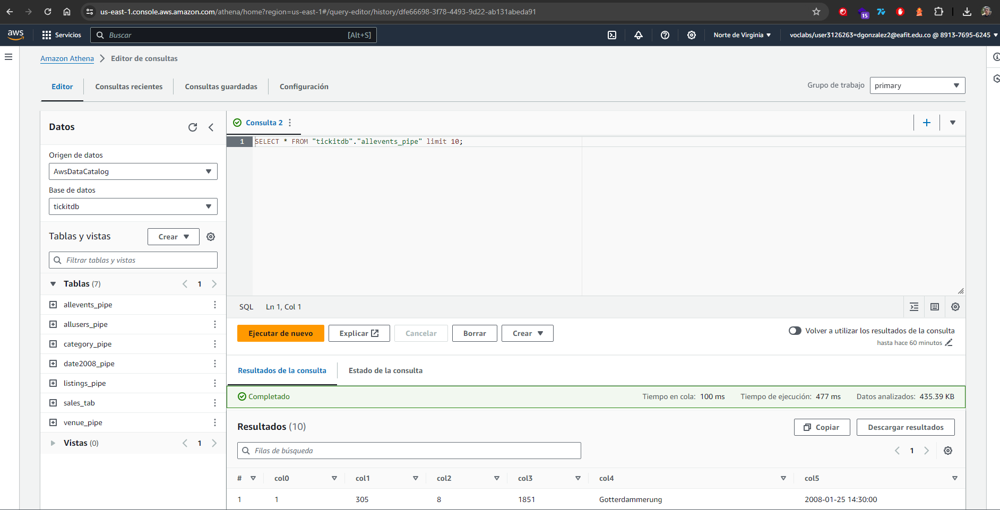 us-east-1.console.aws.amazon.com/athena/home?region=us-east-1#/query-editor/history/dfe66698-3f78-4493-9d22-ab131abeda91
15
aws
Servicios
Buscar [Alt+S]
Norte de Virginia
voclabs/user3126263=dgonzalez2@eafit.edu.co @ 8913-7695-6245
Amazon Athena > Editor de consultas
Editor Consultas recientes Consultas guardadas Configuración
Grupo de trabajo primary
Datos
Origen de datos
AwsDataCatalog
Base de datos
tickitdb
Tablas y vistas Crear
Filtrar tablas y vistas
Tablas (7) 1
allevents_pipe
allusers_pipe
category_pipe
date2008_pipe
listings_pipe
sales_tab
venue_pipe
Vistas (0) 1
Consulta 2
1 SELECT * FROM "tickitdb"."allevents_pipe" limit 10;
SQL Ln 1, Col 1
Ejecutar de nuevo Explicar Cancelar Borrar Crear
Volver a utilizar los resultados de la consulta
hasta hace 60 minutos
Resultados de la consulta Estado de la consulta
Completado Tiempo en cola: 100 ms Tiempo de ejecución: 477 ms Datos analizados: 435.39 KB
Resultados (10) Copiar Descargar resultados
Filas de búsqueda 1
# col0 col1 col2 col3 col4 col5
1 1 305 8 1851 Gotterdammerung 2008-01-25 14:30:00